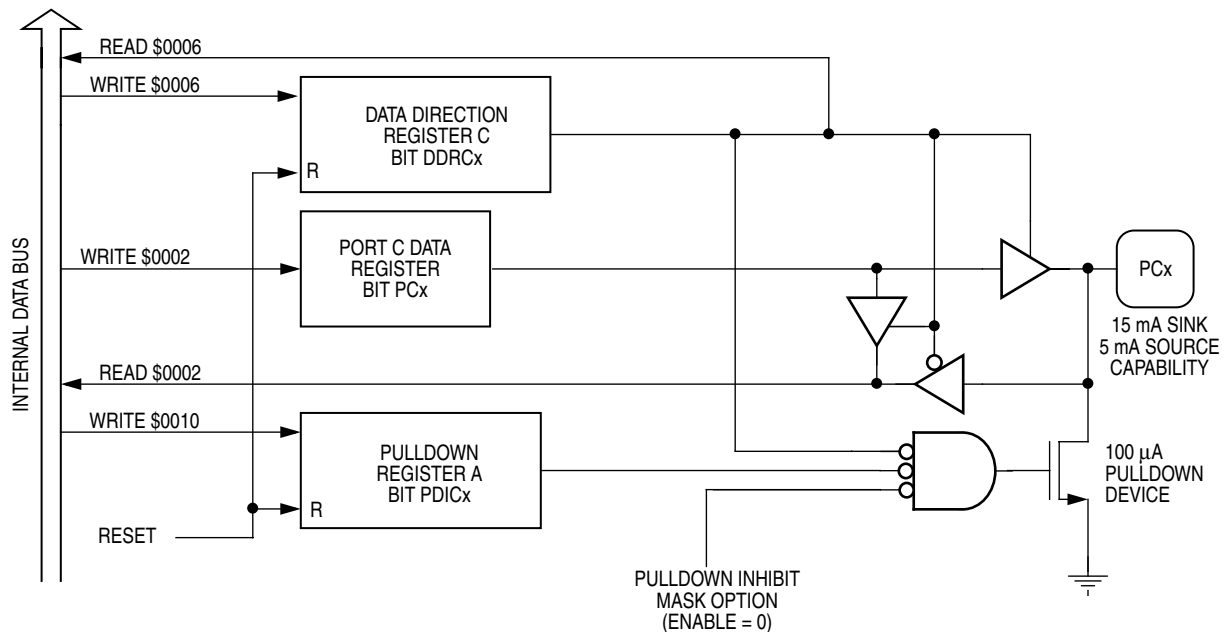 READ $0006
WRITE $0006
DATA DIRECTION
REGISTER C
BIT DDRCx
R
INTERNAL DATA BUS
WRITE $0002
PORT C DATA
REGISTER
BIT PCx
PCx
15 mA SINK
5 mA SOURCE
CAPABILITY
READ $0002
WRITE $0010
PULLDOWN
REGISTER A
BIT PDICx
R
100 μA
PULLDOWN
DEVICE
RESET
PULLDOWN INHIBIT
MASK OPTION
(ENABLE = 0)